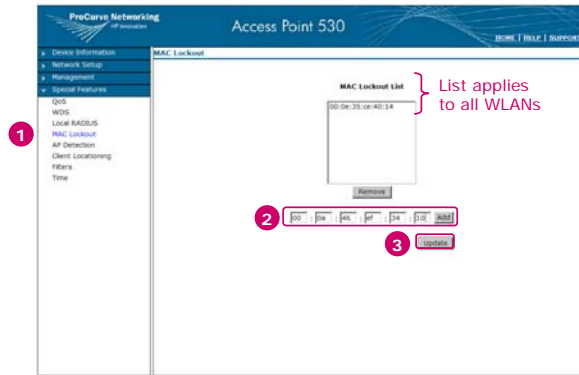 ProCurve Networking
HP Innovation
Access Point 530
HOME | HELP | SUPPORT
Device Information
Network Setup
Management
Special Features
QoS
WDS
Local RADIUS
MAC Lockout
AP Detection
Client Locationing
Filters
Time
MAC Lockout
MAC Lockout List
00:0e:35:ce:40:14
List applies
to all WLANs
Remove
1
2
00 : 0a : 46 : ef : 34 : 10 Add
3
Update